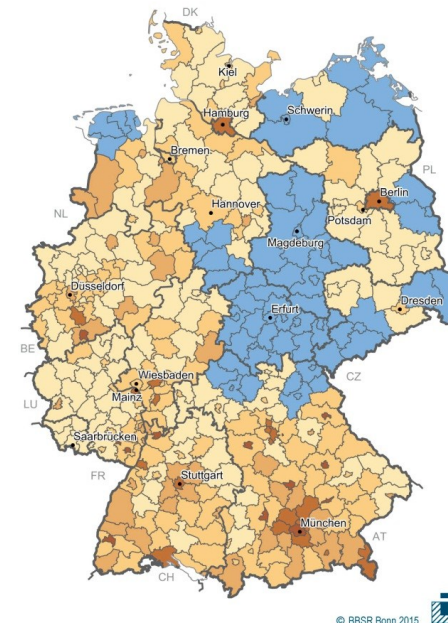 DK
Kiel
Hamburg
Schwerin
Bremen
PL
Berlin
Hannover
NL
Potsdam
Magdeburg
Düsseldorf
Erfurt
Dresden
BE
CZ
Wiesbaden
LU
Mainz
Saarbrücken
FR
Stuttgart
München
AT
CH
© BBSR Bonn 2015